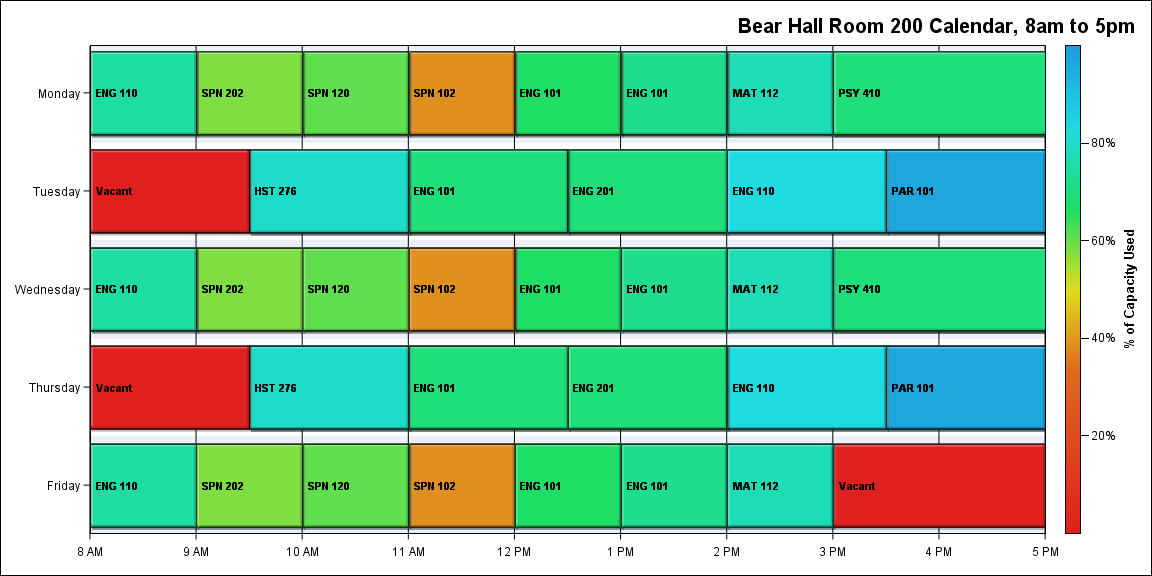 Bear Hall Room 200 Calendar, 8am to 5pm
Monday
ENG 110
SPN 202
SPN 120
SPN 102
ENG 101
ENG 101
MAT 112
PSY 410
Tuesday
Vacant
HST 276
ENG 101
ENG 201
ENG 110
PAR 101
Wednesday
ENG 110
SPN 202
SPN 120
SPN 102
ENG 101
ENG 101
MAT 112
PSY 410
Thursday
Vacant
HST 276
ENG 101
ENG 201
ENG 110
PAR 101
Friday
ENG 110
SPN 202
SPN 120
SPN 102
ENG 101
ENG 101
MAT 112
Vacant
8 AM
9 AM
10 AM
11 AM
12 PM
1 PM
2 PM
3 PM
4 PM
5 PM
80%
60%
40%
20%
% of Capacity Used